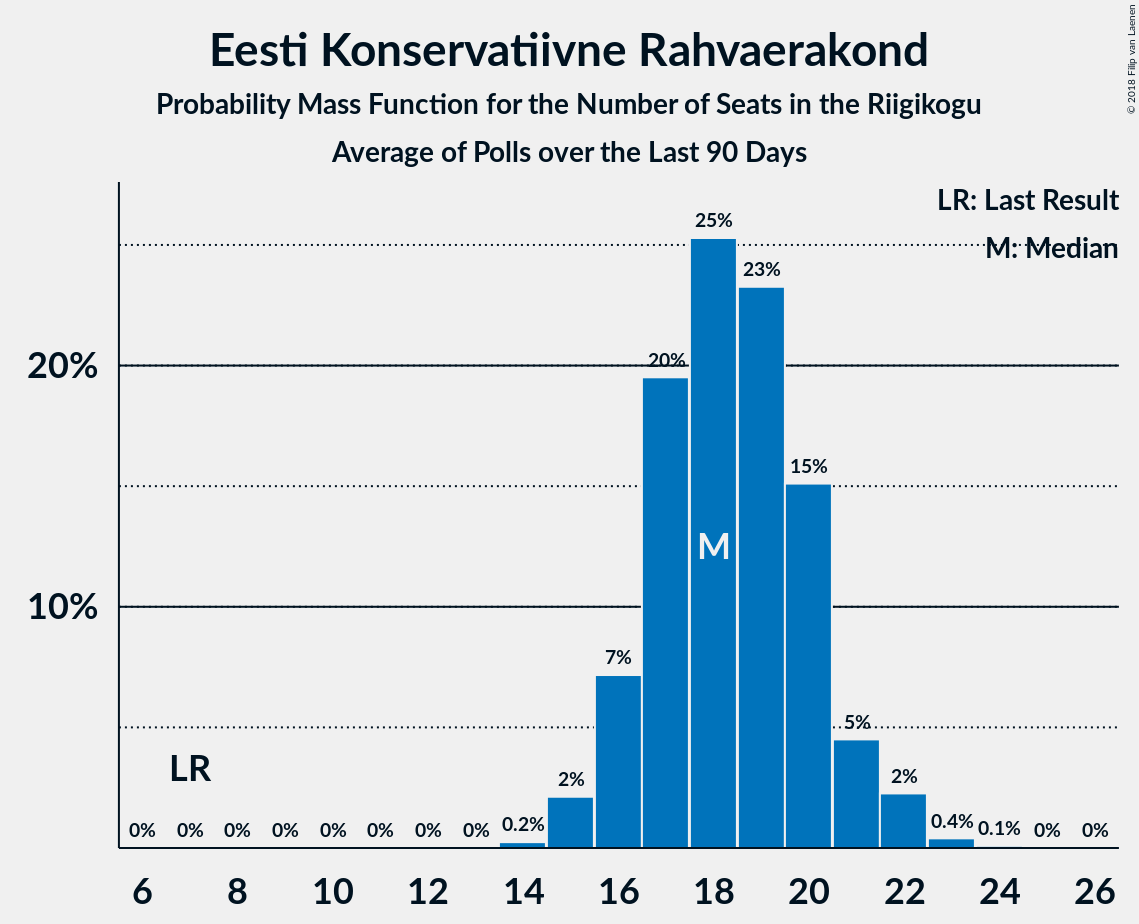 Eesti Konservatiivne Rahvaerakond
Probability Mass Function for the Number of Seats in the Riigikogu
Average of Polls over the Last 90 Days
© 2018 Filip van Laenen
LR: Last Result
M: Median
25%
23%
20%
20%
15%
M
10%
7%
5%
LR
2%
2%
0% 0% 0% 0% 0% 0% 0% 0% 0.2% 0.4% 0.1% 0% 0%
6 8 10 12 14 16 18 20 22 24 26